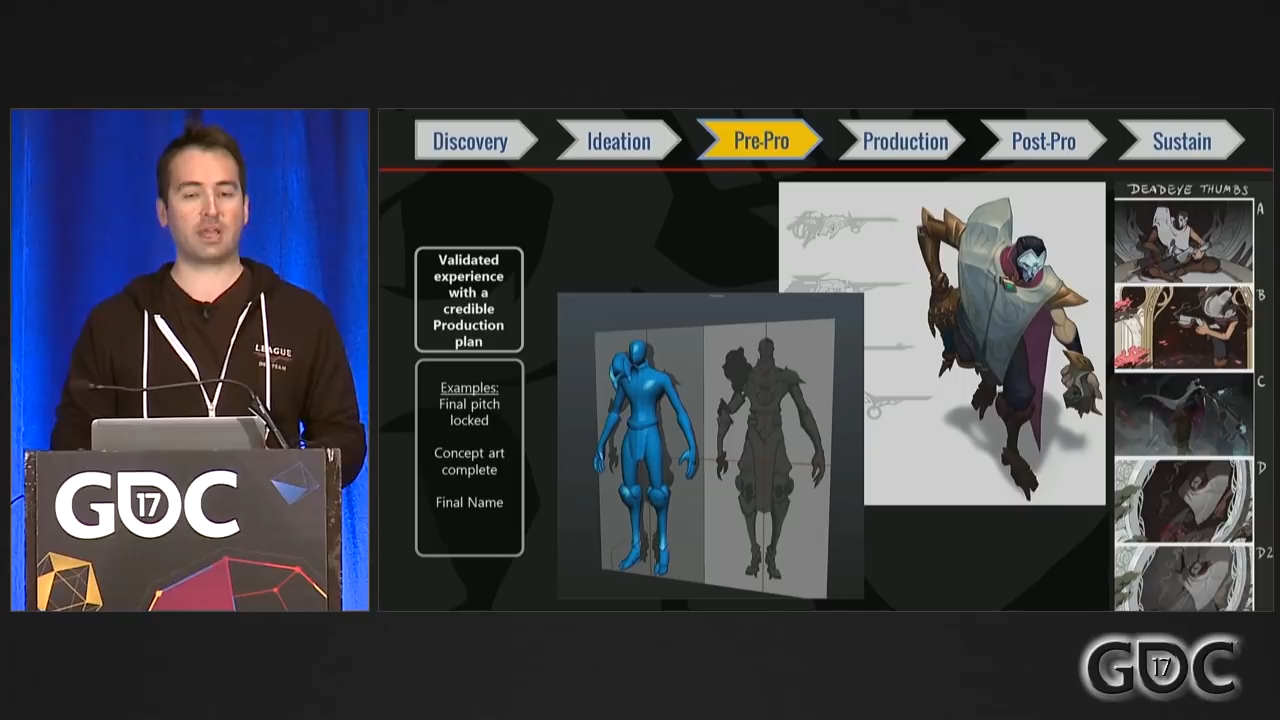 Discovery
Ideation
Pre-Pro
Production
Post-Pro
Sustain
DEADEYE THUMBS
A
Validated
experience
with a
credible
Production
plan
B
LEAGUE
TEAM
Examples:
Final pitch
locked
C
Concept art
complete
D
Final Name
GDC
17
D2
GDC
17